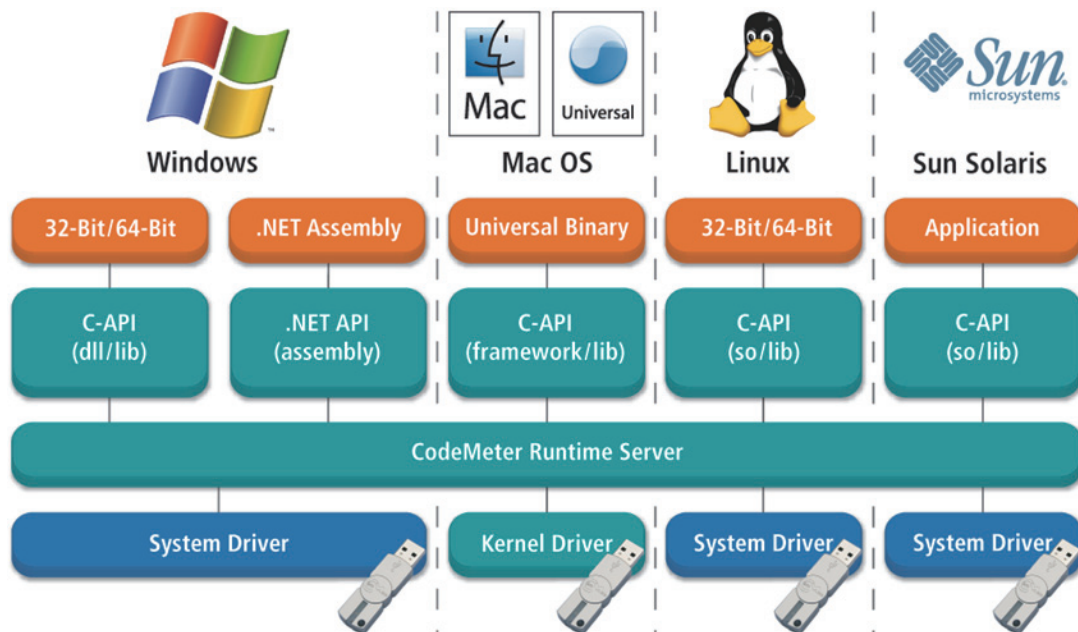 Mac
Universal
Sun
microsystems
™
Windows
Mac OS
Linux
Sun Solaris
32-Bit/64-Bit
.NET Assembly
Universal Binary
32-Bit/64-Bit
Application
C-API
(dll/lib)
.NET API
(assembly)
C-API
(framework/lib)
C-API
(so/lib)
C-API
(so/lib)
CodeMeter Runtime Server
System Driver
Kernel Driver
System Driver
System Driver